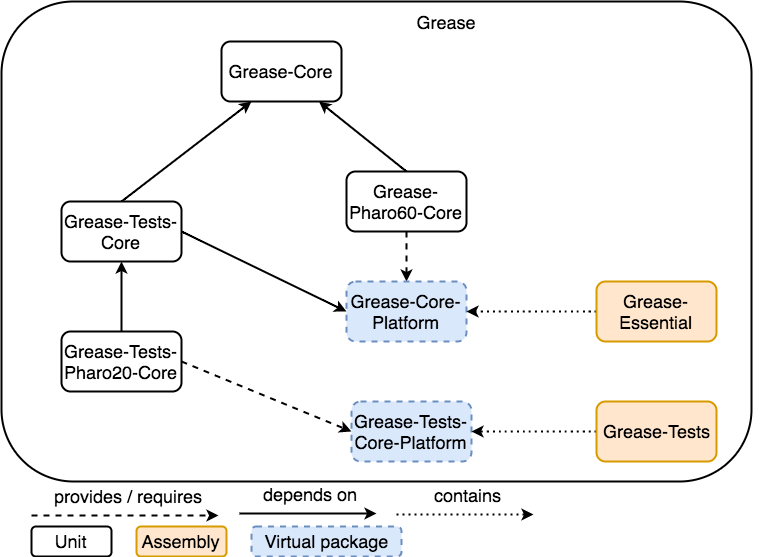 Grease
Grease-Core
Grease-
Pharo60-Core
Grease-Tests-
Core
Grease-Core-
Platform
Grease-
Essential
Grease-Tests-
Pharo20-Core
Grease-Tests-
Core-Platform
Grease-Tests
provides / requires
depends on
contains
Unit
Assembly
Virtual package